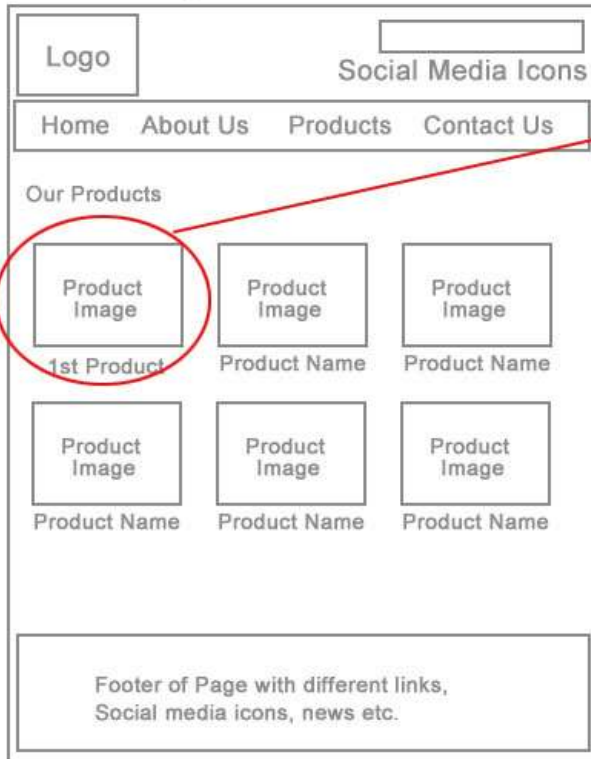 Logo
Social Media Icons
Home About Us Products Contact Us
Our Products
Product Image
Product Image
Product Image
1st Product
Product Name
Product Name
Product Image
Product Image
Product Image
Product Name
Product Name
Product Name
Footer of Page with different links,
Social media icons, news etc.